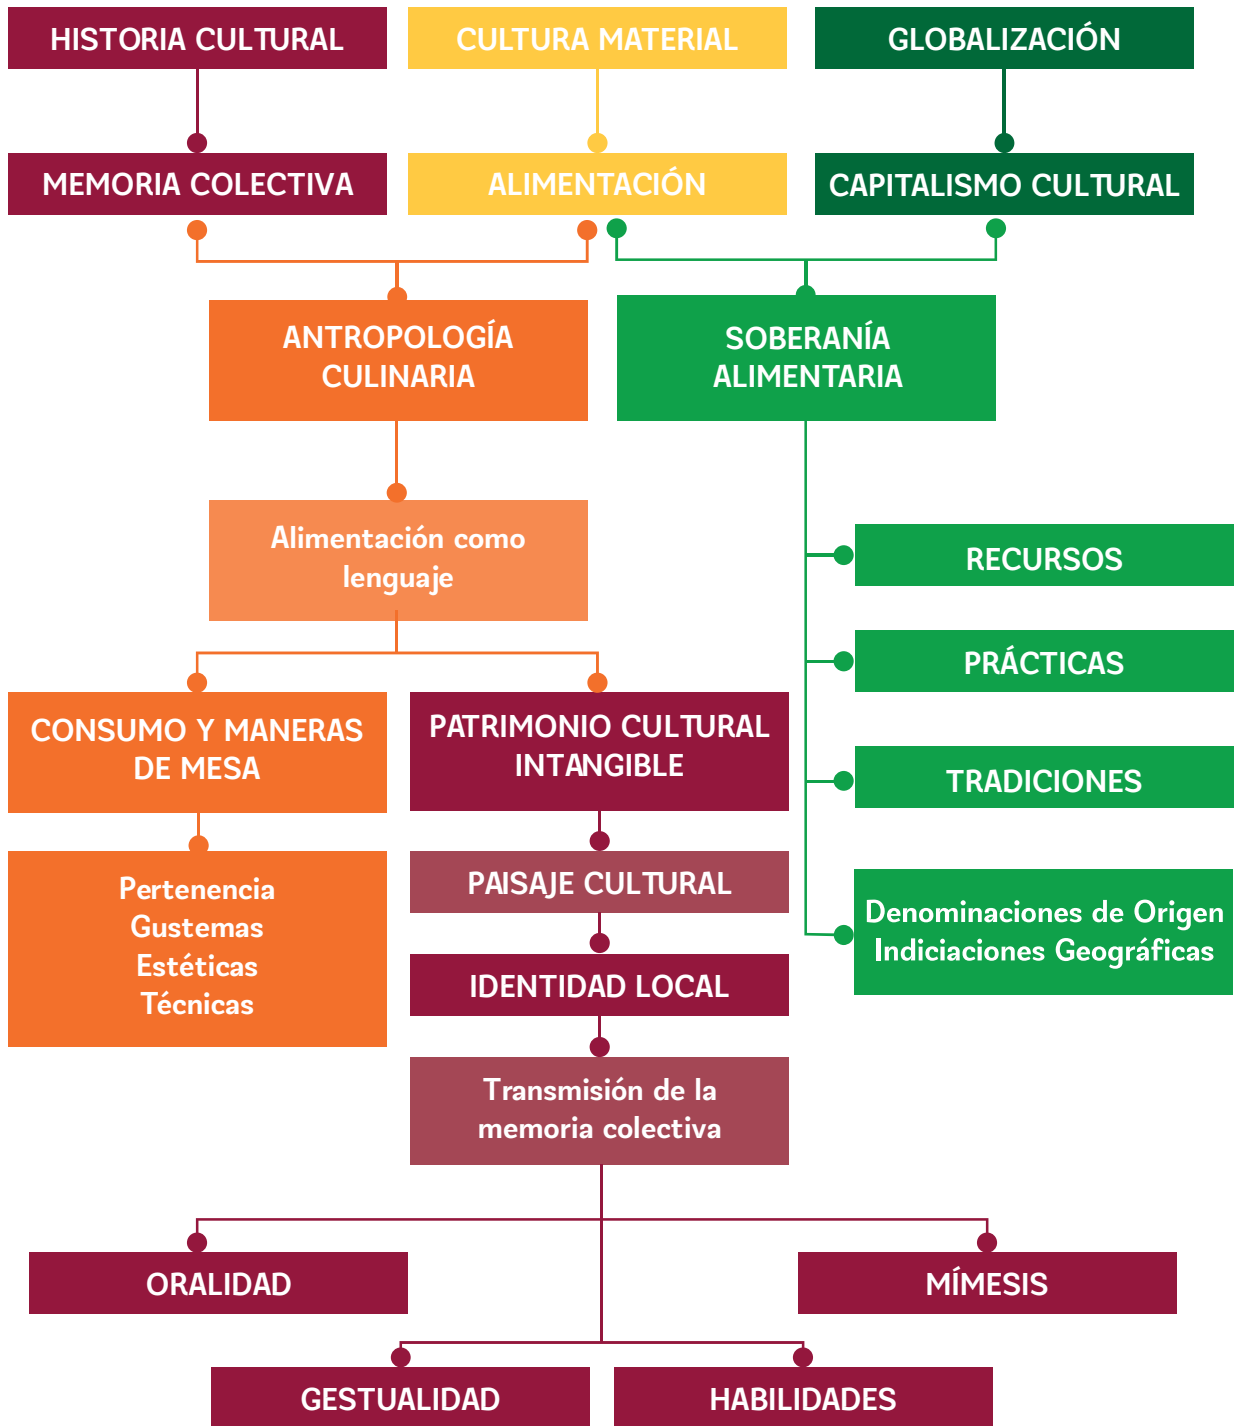 HISTORIA CULTURAL
CULTURA MATERIAL
GLOBALIZACIÓN
MEMORIA COLECTIVA
ALIMENTACIÓN
CAPITALISMO CULTURAL
ANTROPOLOGÍA
CULINARIA
SOBERANÍA
ALIMENTARIA
Alimentación como
lenguaje
RECURSOS
PRÁCTICAS
TRADICIONES
Denominaciones de Origen
Indiciaciones Geográficas
CONSUMO Y MANERAS
DE MESA
PATRIMONIO CULTURAL
INTANGIBLE
Pertenencia
Gustemas
Estéticas
Técnicas
PAISAJE CULTURAL
IDENTIDAD LOCAL
Transmisión de la
memoria colectiva
ORALIDAD
MÍMESIS
GESTUALIDAD
HABILIDADES